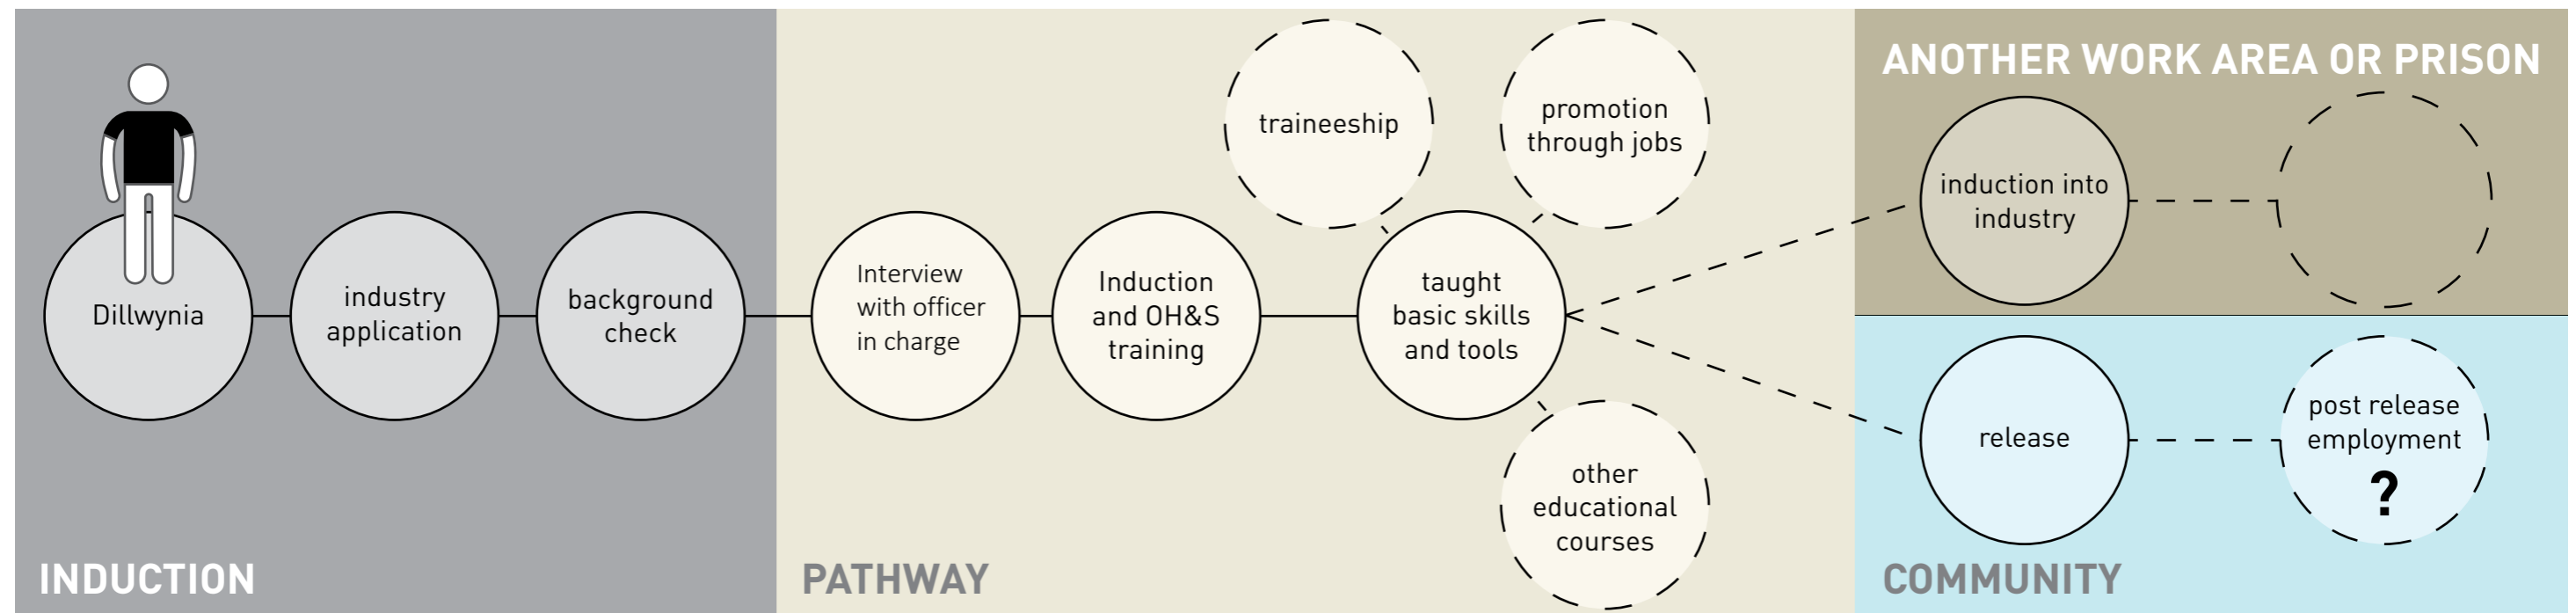 Dillwynia
industry
application
background
check
INDUCTION
Interview
with officer
in charge
Induction
and OH&S
training
taught
basic skills
and tools
traineeship
promotion
through jobs
other
educational
courses
PATHWAY
ANOTHER WORK AREA OR PRISON
induction into
industry
release
post release
employment
?
COMMUNITY